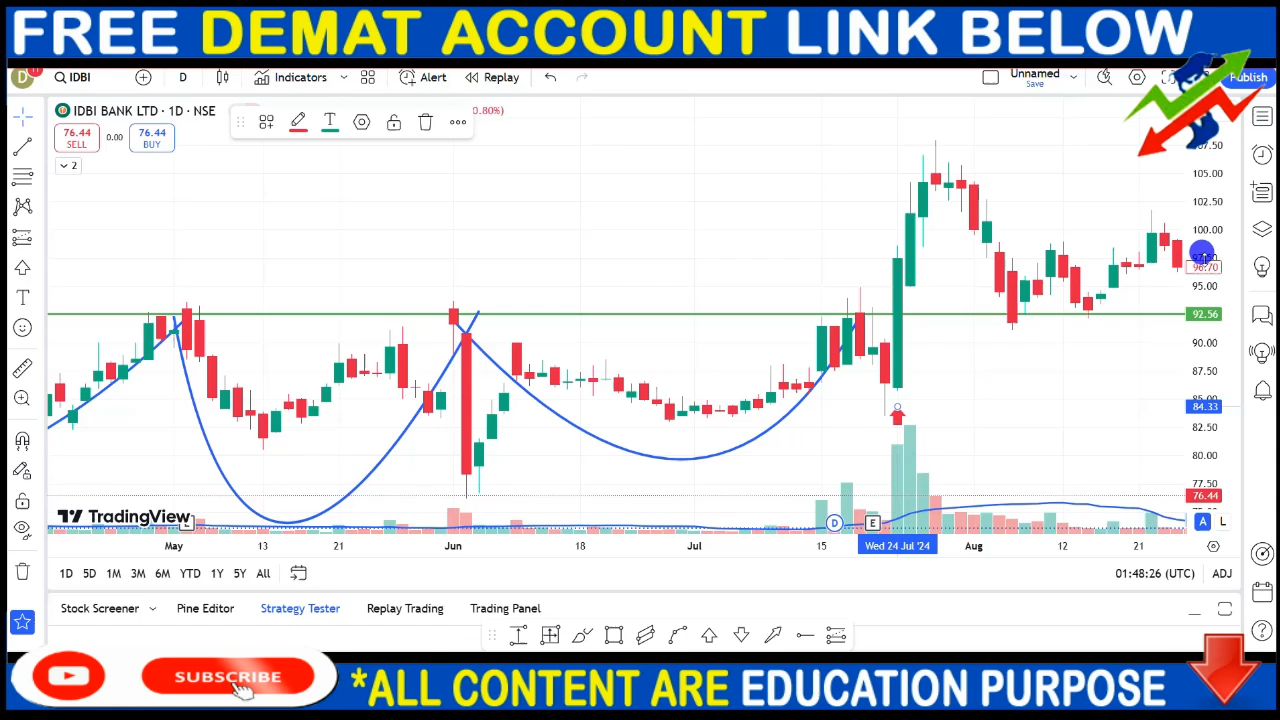 FREE DEMAT ACCOUNT LINK BELOW
D 11 IDBI D Indicators Alert Replay Unnamed Save Publish
IDBI BANK LTD · 1D · NSE
0.80%)
76.44 SELL 0.00 76.44 BUY
2
T
107.50
105.00
102.50
100.00
97.50
96.70
95.00
92.56
90.00
87.50
85.00
84.33
82.50
80.00
77.50
76.44
TradingView
E D E A L
May 13 21 Jun 18 Jul 15 Wed 24 Jul '24 Aug 12 21
1D 5D 1M 3M 6M YTD 1Y 5Y All 01:48:26 (UTC) ADJ
Stock Screener Pine Editor Strategy Tester Replay Trading Trading Panel
SUBSCRIBE
*ALL CONTENT ARE EDUCATION PURPOSE